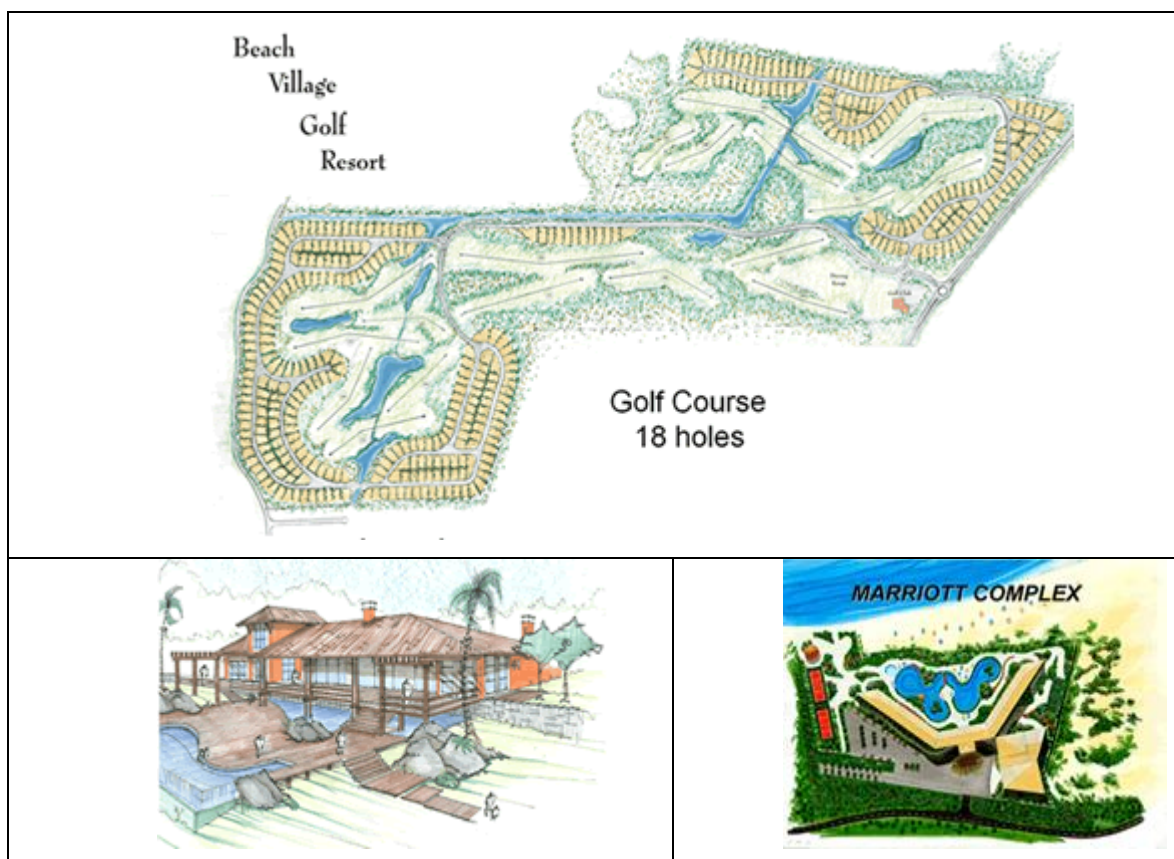 Beach
Village
Golf
Resort
Golf Course
18 holes
MARRIOTT COMPLEX